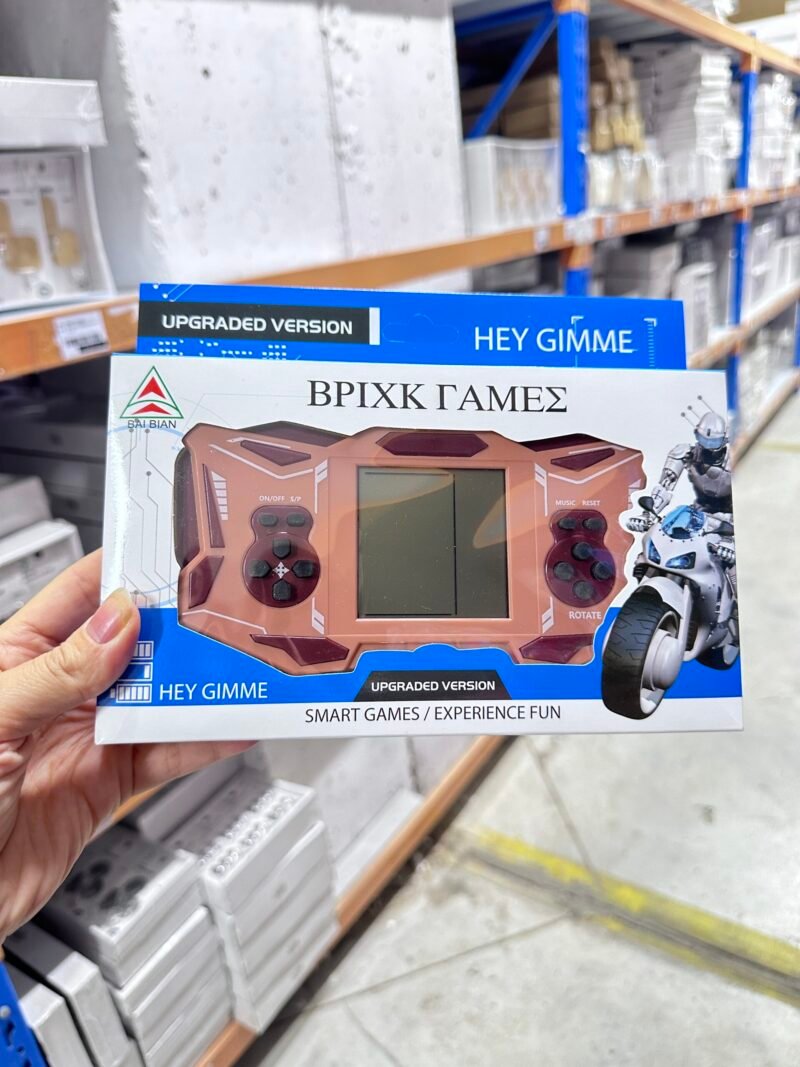 UPGRADED VERSION
HEY GIMME
BAI BIAN
ΒΡΙΧΚ ΓΑΜΕΣ
ON/OFF S/P
MUSIC RESET
ROTATE
HEY GIMME
UPGRADED VERSION
SMART GAMES / EXPERIENCE FUN